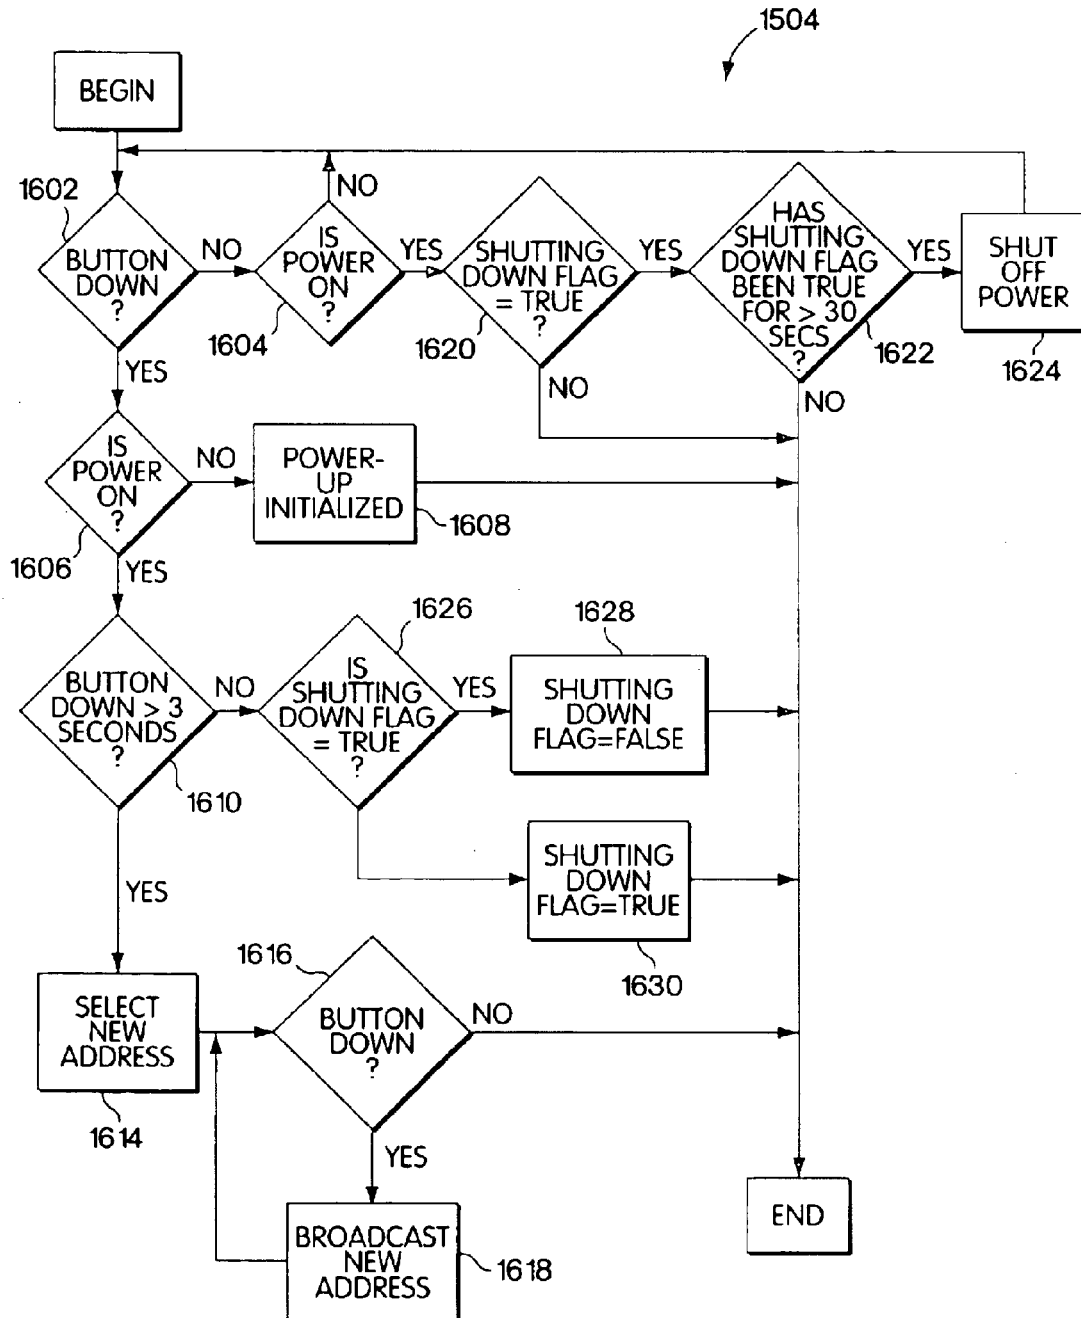 1504
BEGIN
1602
BUTTON
DOWN
?
NO
YES
IS
POWER
ON
?
1604
NO
YES
SHUTTING
DOWN FLAG
= TRUE
?
1620
YES
NO
HAS
SHUTTING
DOWN FLAG
BEEN TRUE
FOR > 30
SECS
?
1622
YES
NO
SHUT
OFF
POWER
1624
IS
POWER
ON
?
1606
NO
YES
POWER-
UP
INITIALIZED
1608
BUTTON
DOWN > 3
SECONDS
?
1610
NO
YES
1626
IS
SHUTTING
DOWN FLAG
= TRUE
?
YES
1628
SHUTTING
DOWN
FLAG=FALSE
SHUTTING
DOWN
FLAG=TRUE
1630
SELECT
NEW
ADDRESS
1614
1616
BUTTON
DOWN
?
NO
YES
BROADCAST
NEW
ADDRESS
1618
END